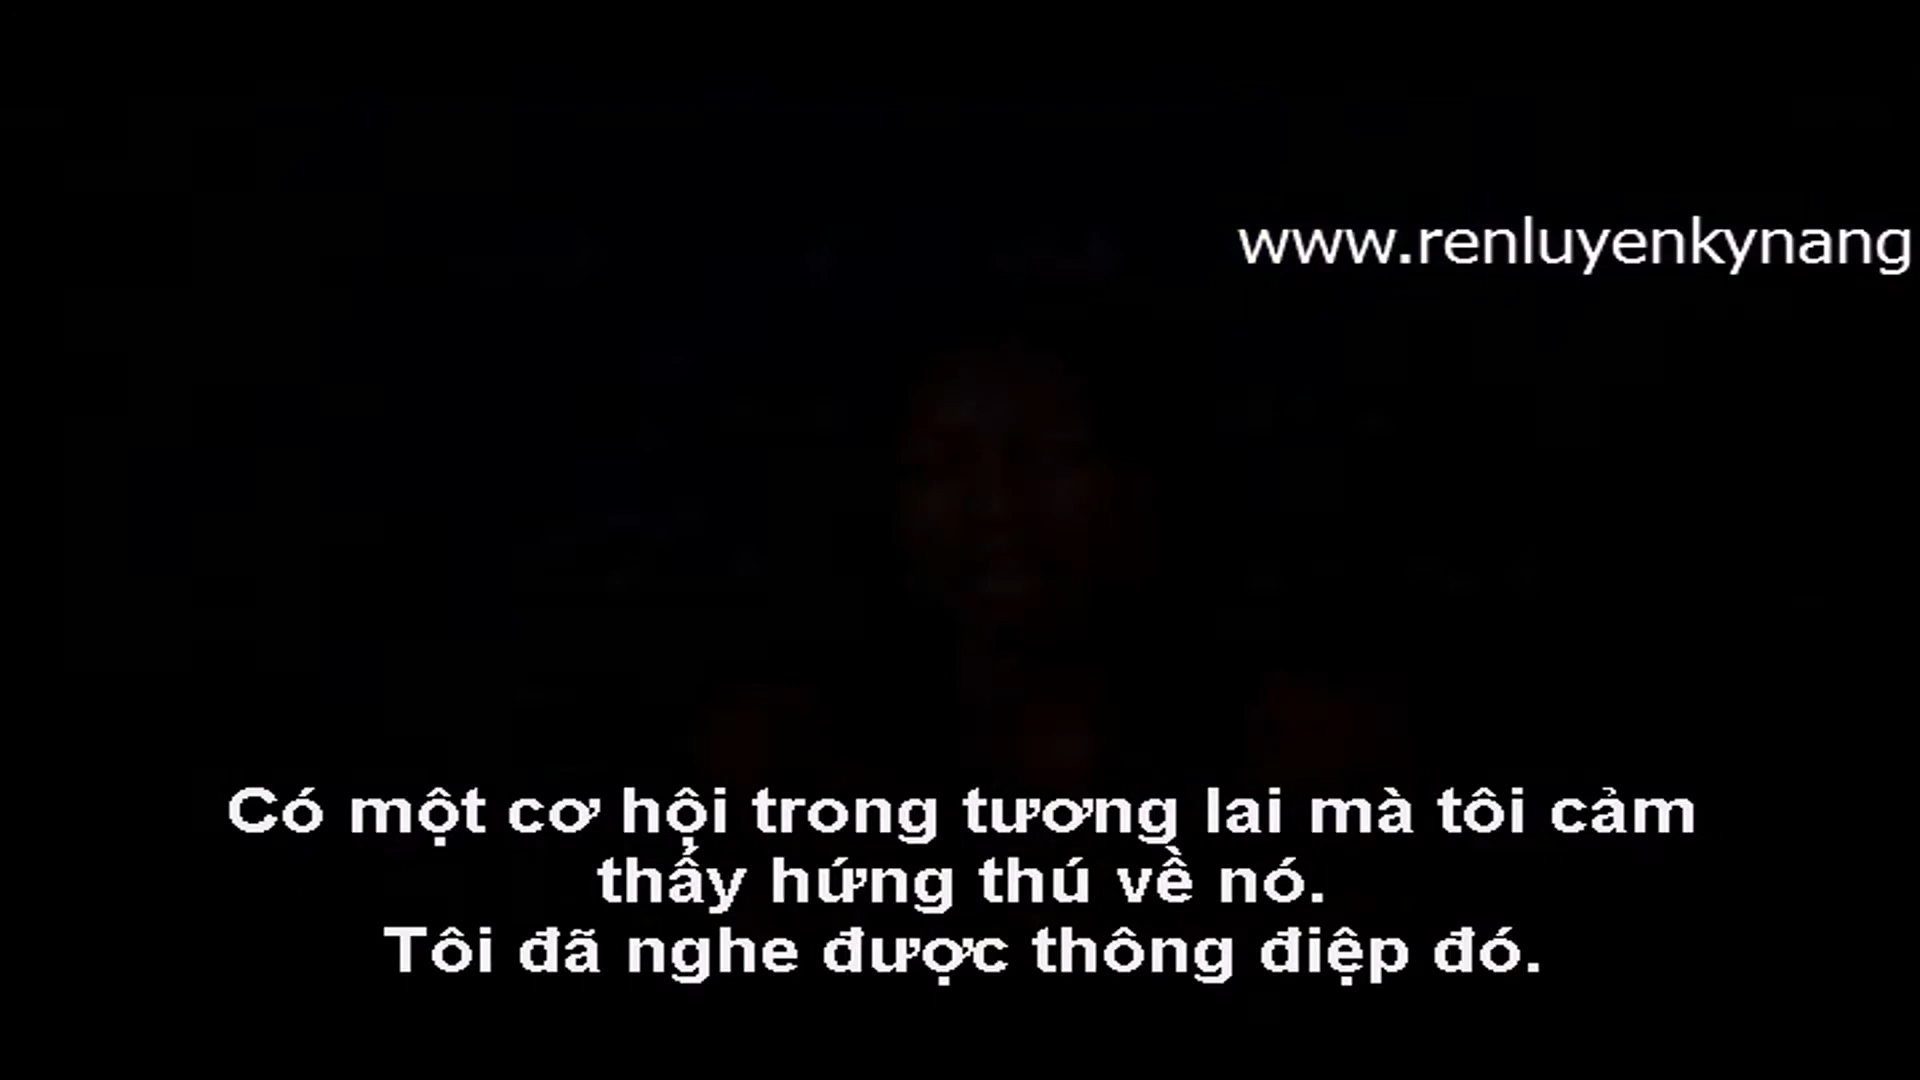 www.renluyenkynang
Có một cơ hội trong tương lai mà tôi cảm
thấy hứng thú về nó.
Tôi đã nghe được thông điệp đó.